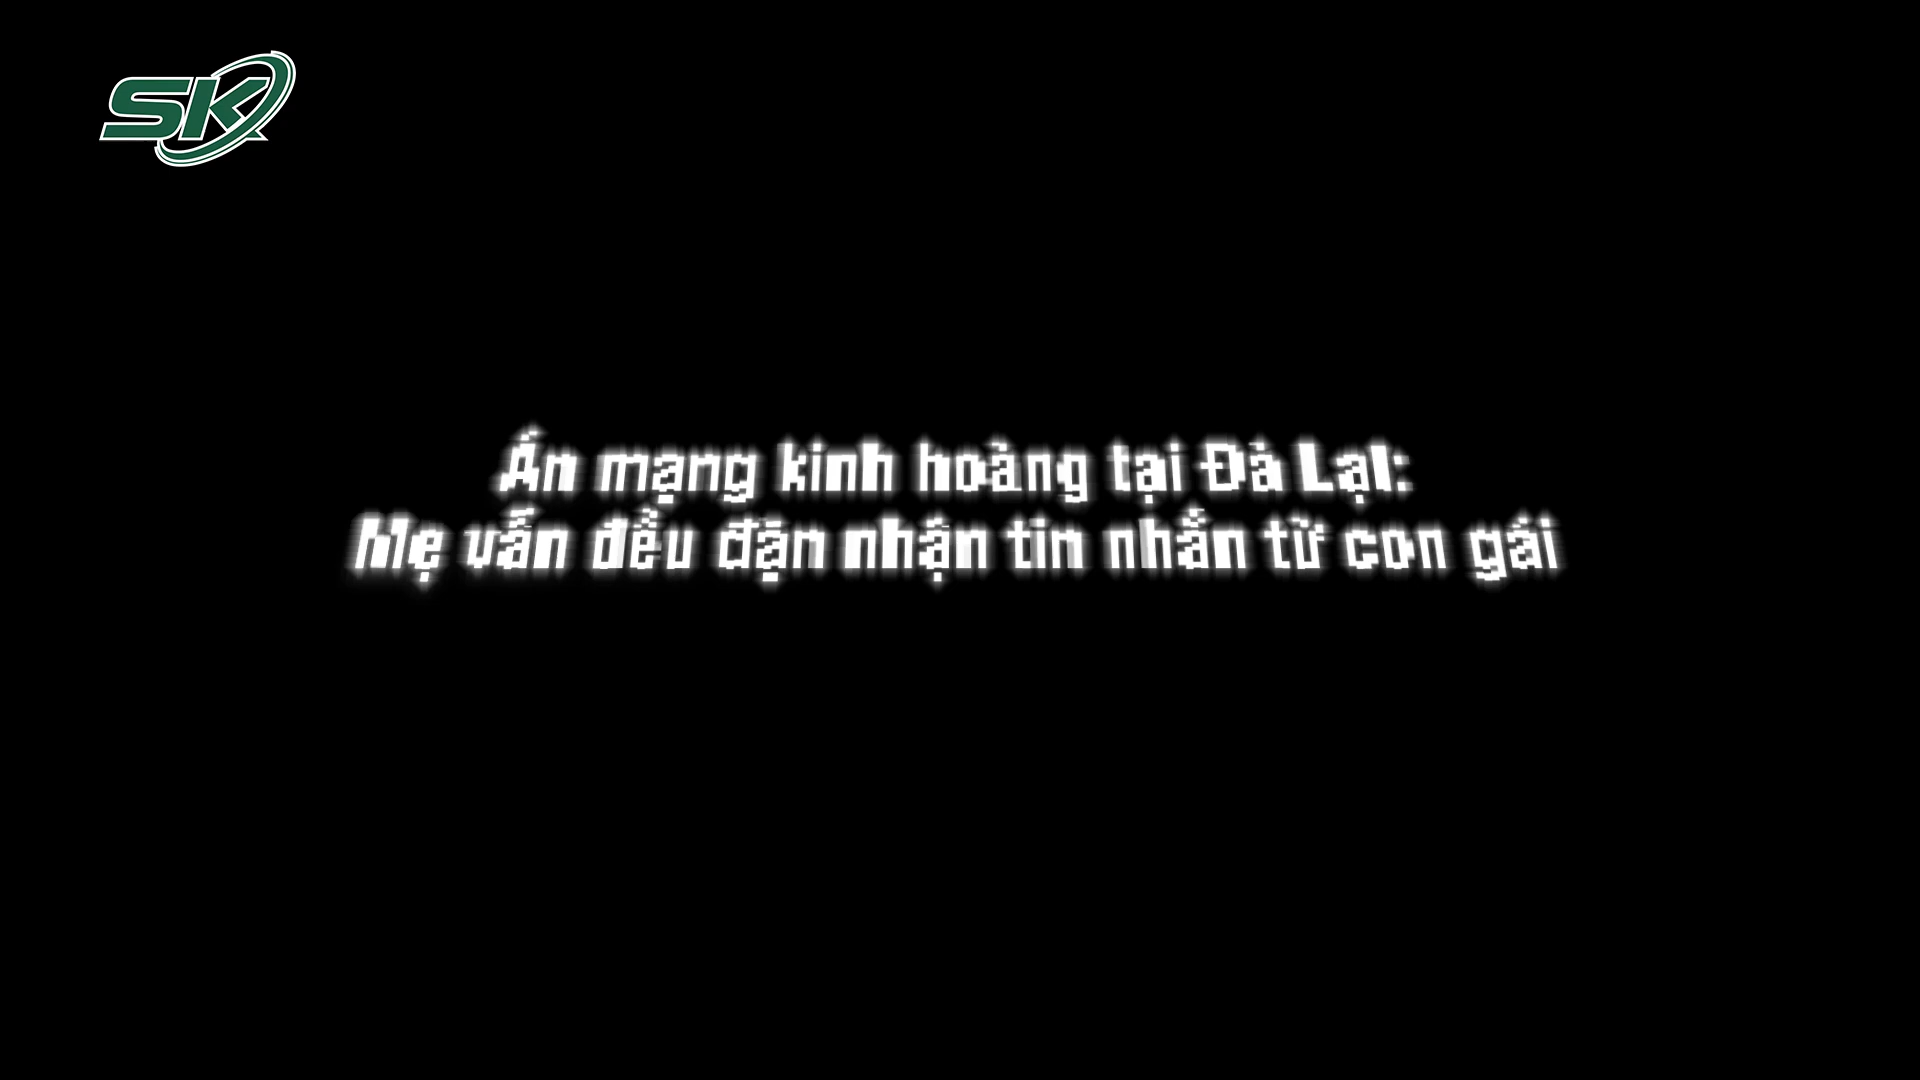 SK
Án mạng kinh hoàng tại Đà Lạt:
Mẹ vẫn đều đặn nhận tin nhắn từ con gái